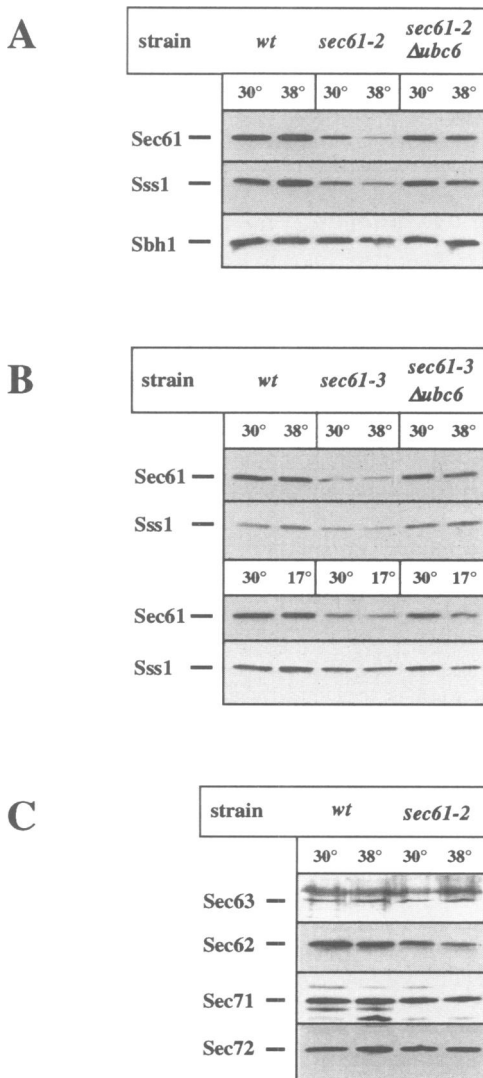 A
strain wt sec61-2 sec61-2 Δubc6
30° 38° 30° 38° 30° 38°
Sec61
Sss1
Sbh1
B
strain wt sec61-3 sec61-3 Δubc6
30° 38° 30° 38° 30° 38°
Sec61
Sss1
30° 17° 30° 17° 30° 17°
Sec61
Sss1
C
strain wt sec61-2
30° 38° 30° 38°
Sec63
Sec62
Sec71
Sec72